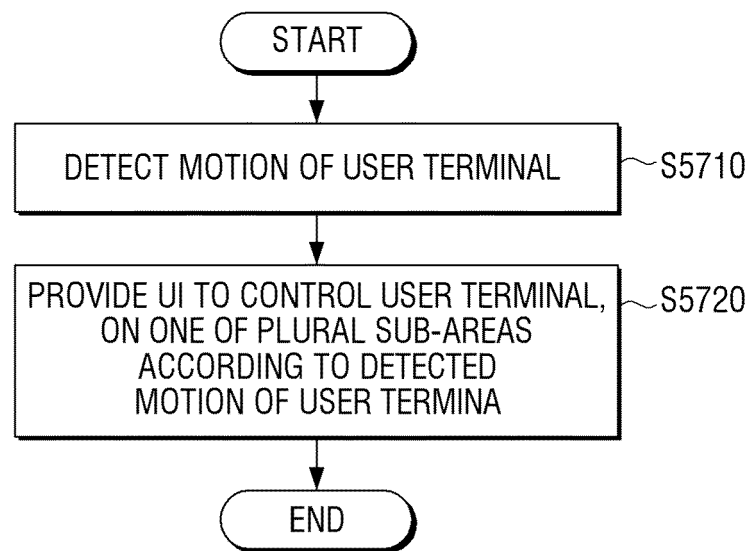 START
DETECT MOTION OF USER TERMINAL
S5710
PROVIDE UI TO CONTROL USER TERMINAL,
ON ONE OF PLURAL SUB-AREAS
ACCORDING TO DETECTED
MOTION OF USER TERMINA
S5720
END